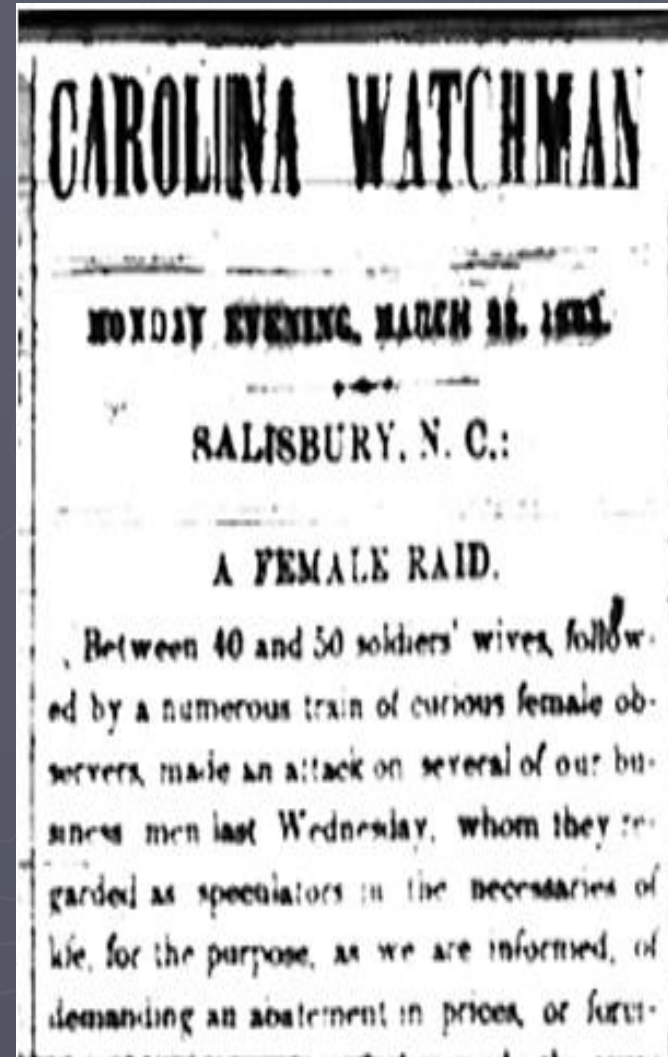 CAROLINA WATCHMAN
MONDAY EVENING, MARCH
SALISBURY, N. C.:
A FEMALE RAID.
Between 40 and 50 soldiers' wives, follow-
ed by a numerous train of curious female ob-
servers, made an attack on several of our bu-
siness men last Wednesday, whom they re-
garded as speculators in the necessaries of
life, for the purpose, as we are informed, of
demanding an abatement in prices, or